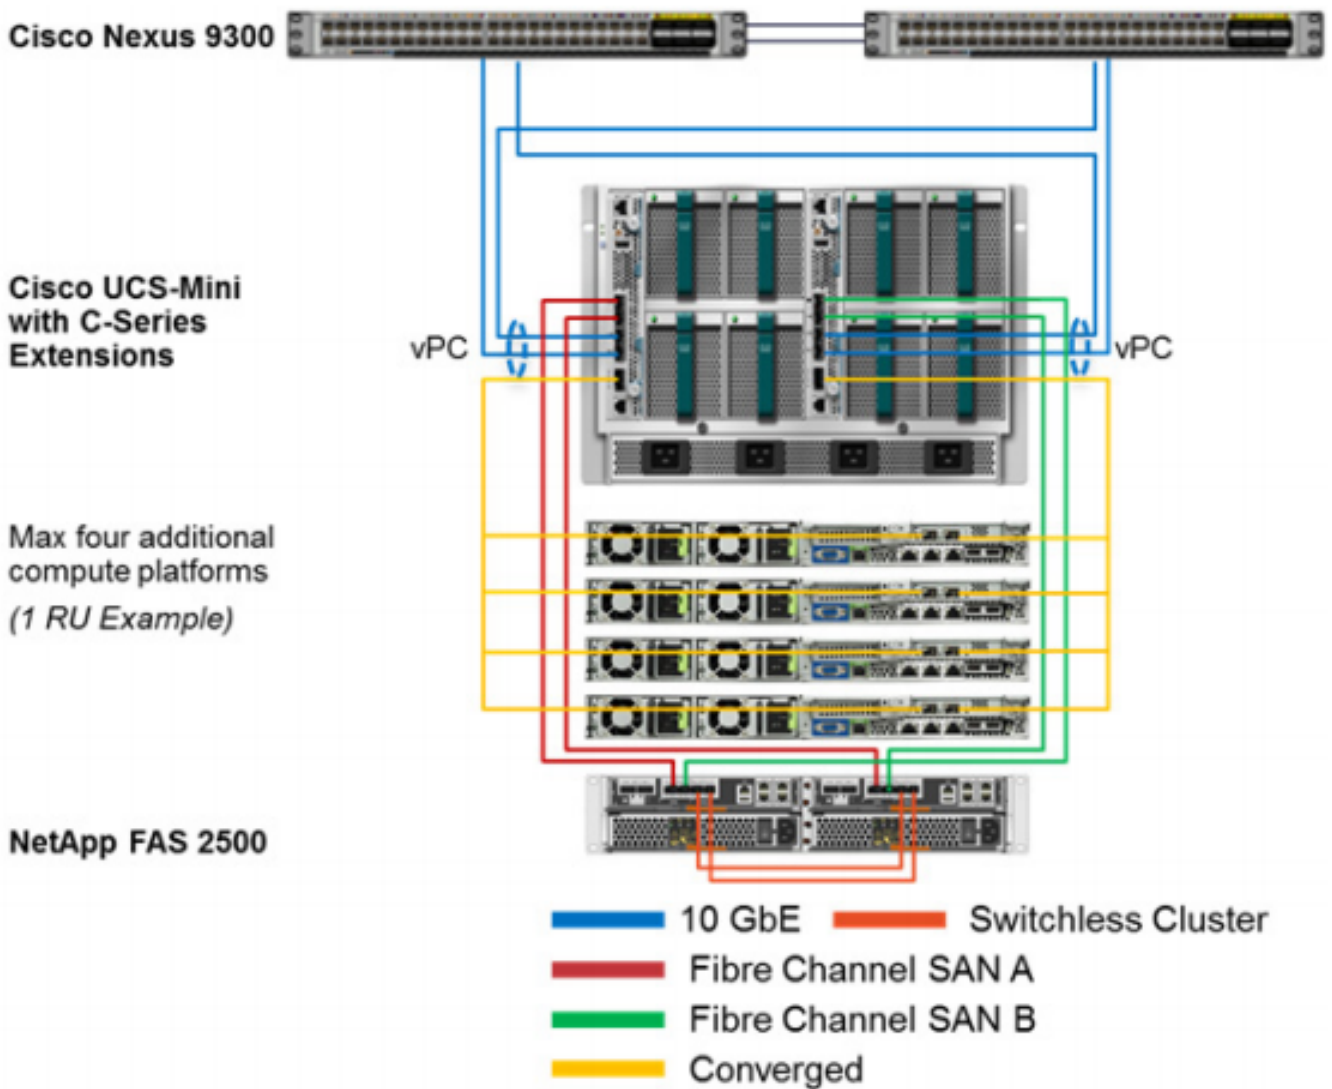 Cisco Nexus 9300
Cisco UCS-Mini
with C-Series
Extensions
vPC
vPC
Max four additional
compute platforms
(1 RU Example)
NetApp FAS 2500
10 GbE
Switchless Cluster
Fibre Channel SAN A
Fibre Channel SAN B
Converged